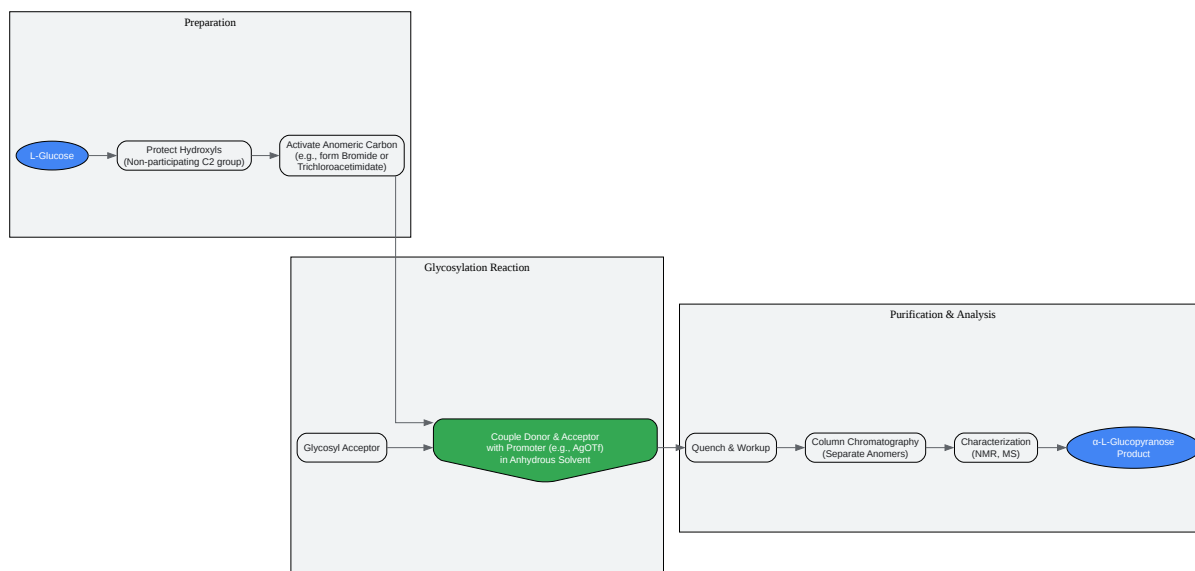 Preparation
L-Glucose
Protect Hydroxyls
(Non-participating C2 group)
Activate Anomeric Carbon
(e.g., form Bromide or
Trichloroacetimidate)
Glycosylation Reaction
Glycosyl Acceptor
Couple Donor & Acceptor
with Promoter (e.g., AgOTf)
in Anhydrous Solvent
Purification & Analysis
Quench & Workup
Column Chromatography
(Separate Anomers)
Characterization
(NMR, MS)
α-L-Glucopyranose
Product